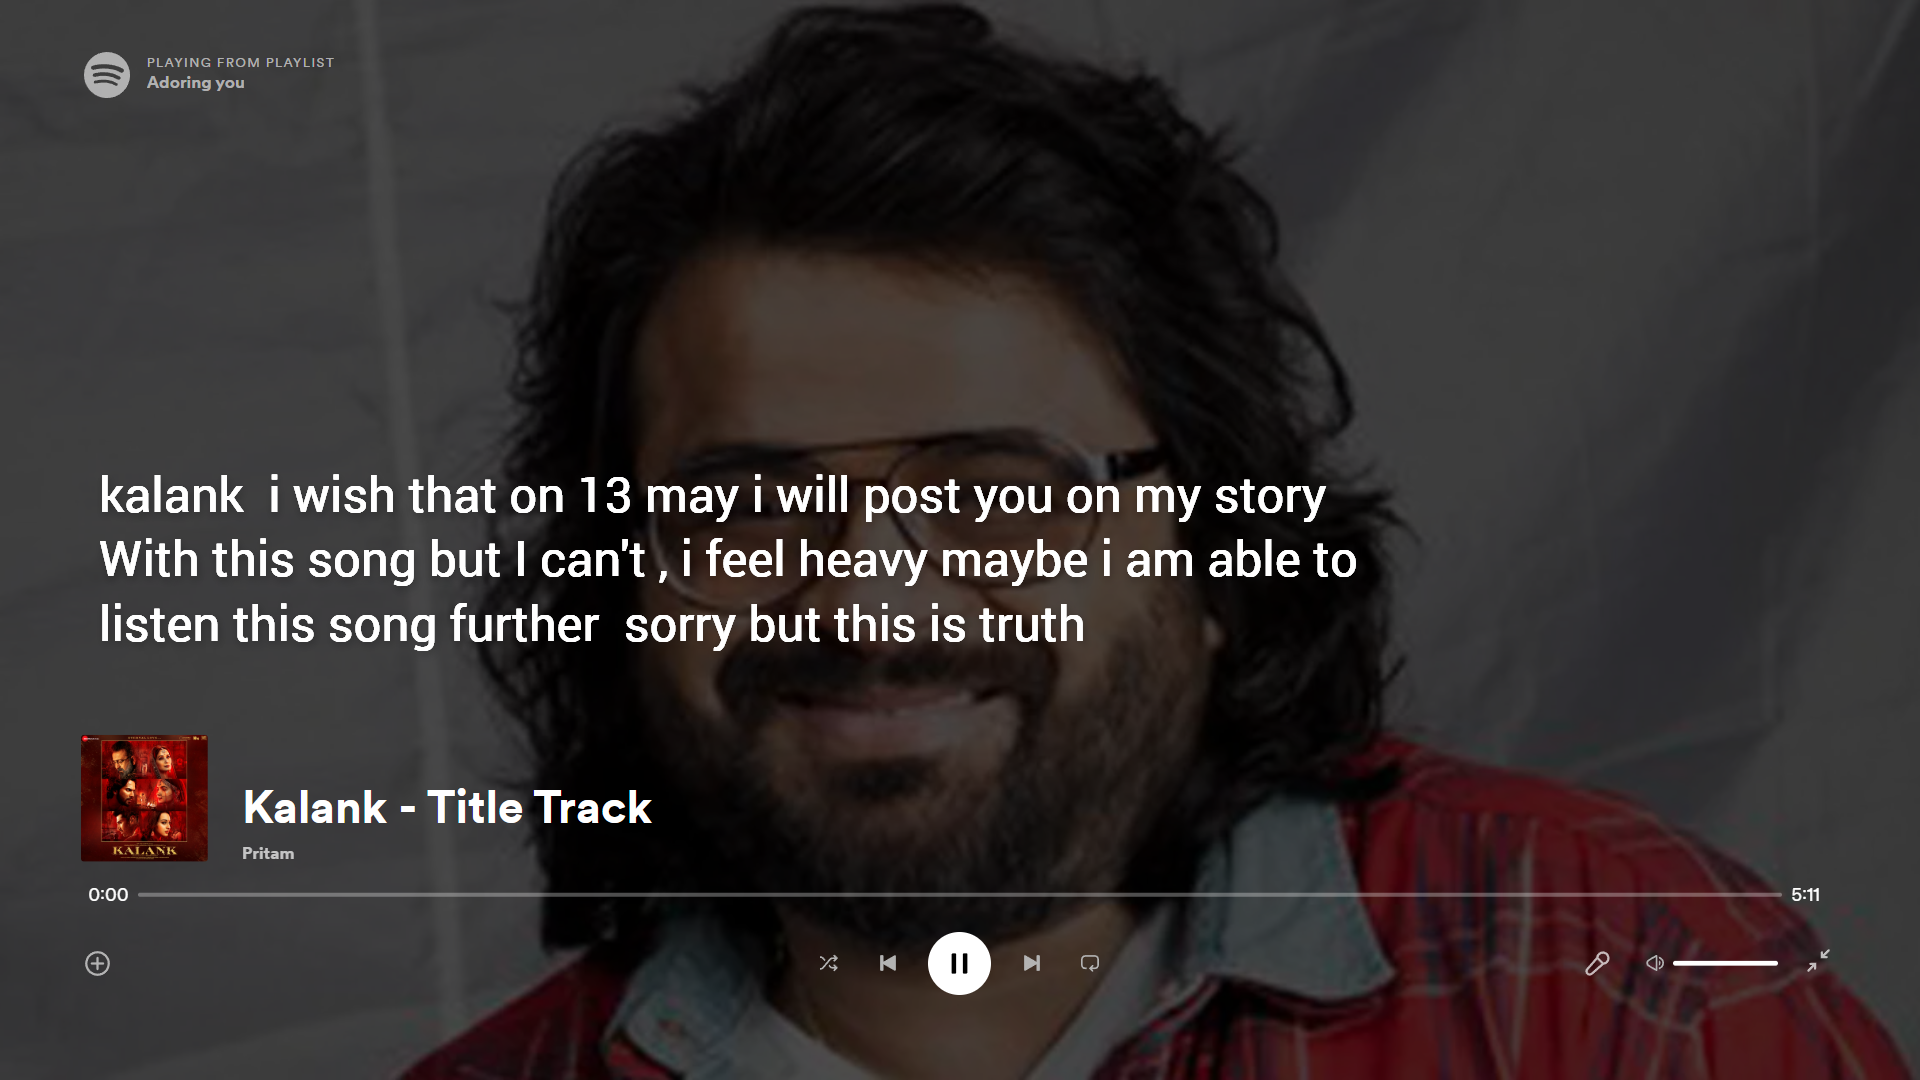 PLAYING FROM PLAYLIST
Adoring you
kalank  i wish that on 13 may i will post you on my story
With this song but I can't , i feel heavy maybe i am able to
listen this song further  sorry but this is truth
KALANK
Kalank - Title Track
Pritam
0:00
5:11